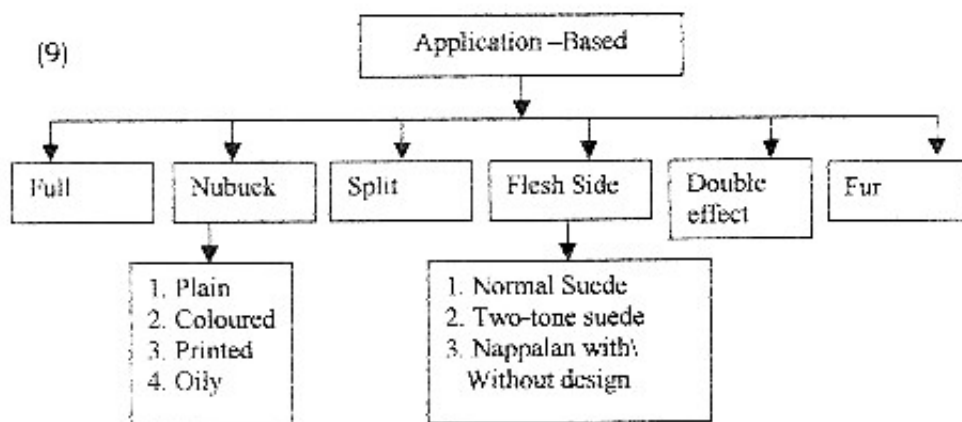 (9)
Application –Based
Full
Nubuck
Split
Flesh Side
Double
effect
Fur
1. Plain
2. Coloured
3. Printed
4. Oily
1. Normal Suede
2. Two-tone suede
3. Nappalan with\
Without design